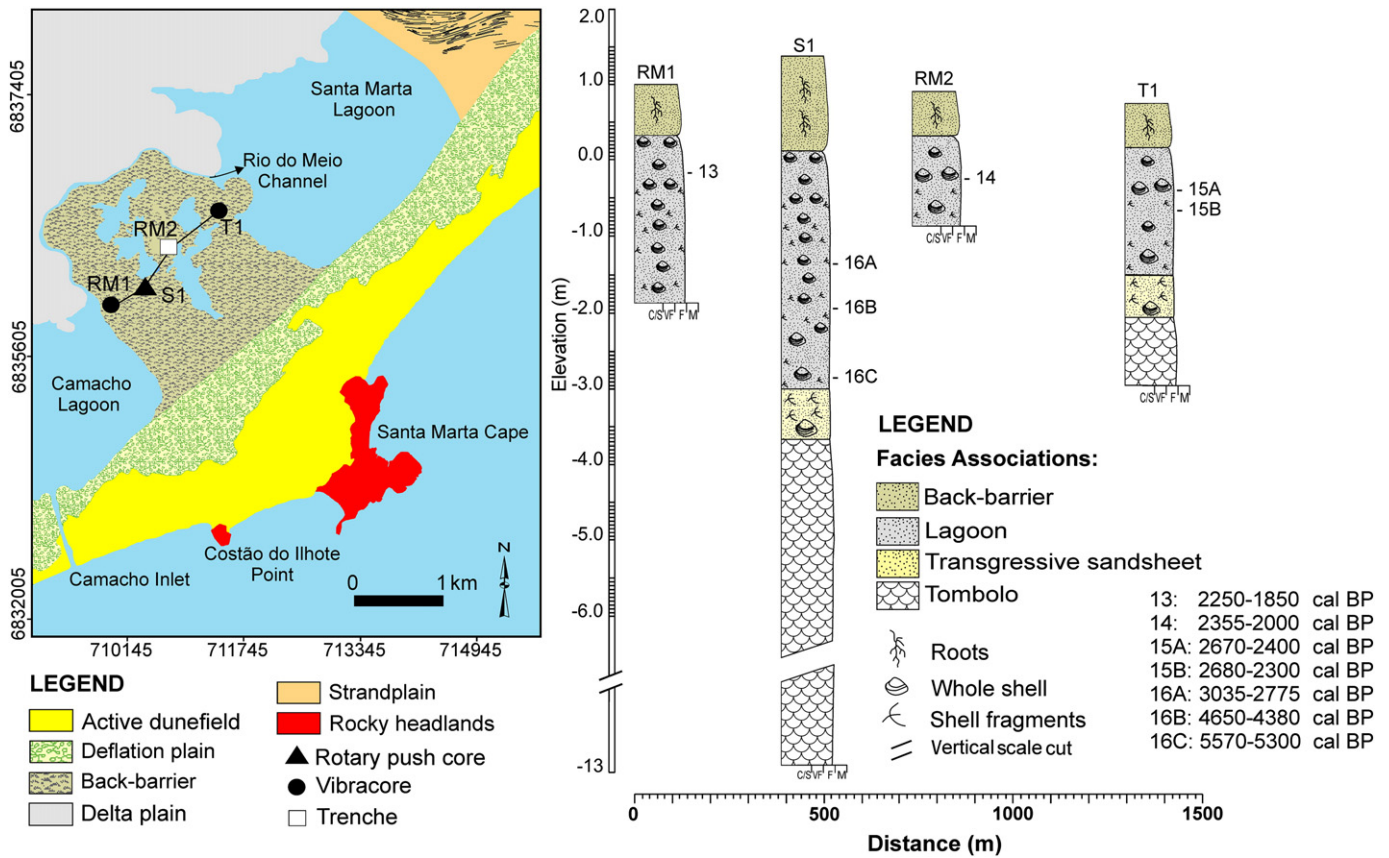 6837405
6835605
6832005
710145
711745
713345
714945
Santa Marta
Lagoon
Rio do Meio
Channel
RM2
T1
RM1
S1
Camacho
Lagoon
Santa Marta Cape
Costão do Ilhote
Point
Camacho Inlet
N
0 1 km
LEGEND
Active dunefield
Deflation plain
Back-barrier
Delta plain
Strandplain
Rocky headlands
Rotary push core
Vibracore
Trenche
Elevation (m)
2.0
1.0
0.0
-1.0
-2.0
-3.0
-4.0
-5.0
-6.0
-13
RM1
13
C/S VF F M
S1
16A
16B
16C
C/S VF F M
RM2
14
C/S VF F M
T1
15A
15B
C/S VF F M
LEGEND
Facies Associations:
Back-barrier
Lagoon
Transgressive sandsheet
Tombolo
Roots
Whole shell
Shell fragments
Vertical scale cut
13: 2250-1850 cal BP
14: 2355-2000 cal BP
15A: 2670-2400 cal BP
15B: 2680-2300 cal BP
16A: 3035-2775 cal BP
16B: 4650-4380 cal BP
16C: 5570-5300 cal BP
0 500 1000 1500
Distance (m)